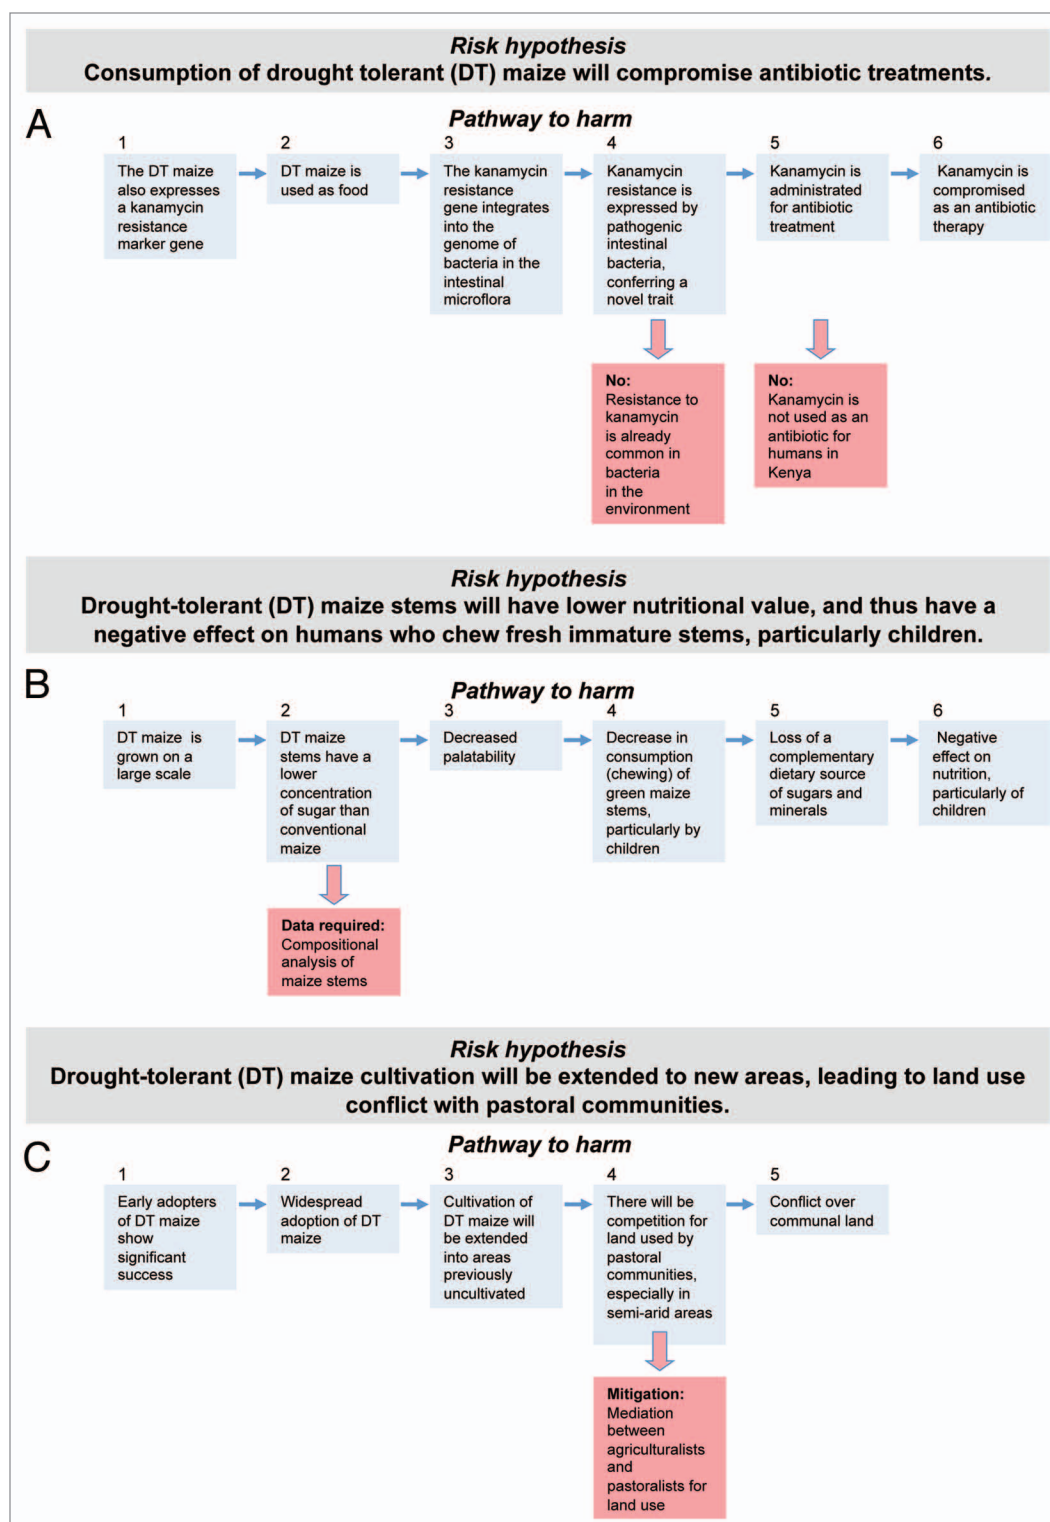 Risk hypothesis
Consumption of drought tolerant (DT) maize will compromise antibiotic treatments.
A
Pathway to harm
1
The DT maize
also expresses
a kanamycin
resistance
marker gene
2
DT maize is
used as food
3
The kanamycin
resistance
gene integrates
into the
genome of
bacteria in the
intestinal
microflora
4
Kanamycin
resistance is
expressed by
pathogenic
intestinal
bacteria,
conferring a
novel trait
5
Kanamycin is
administrated
for antibiotic
treatment
6
Kanamycin is
compromised
as an antibiotic
therapy
No:
Resistance to
kanamycin
is already
common in
bacteria
in the
environment
No:
Kanamycin is
not used as an
antibiotic for
humans in
Kenya
Risk hypothesis
Drought-tolerant (DT) maize stems will have lower nutritional value, and thus have a
negative effect on humans who chew fresh immature stems, particularly children.
B
Pathway to harm
1
DT maize is
grown on a
large scale
2
DT maize
stems have a
lower
concentration
of sugar than
conventional
maize
3
Decreased
palatability
4
Decrease in
consumption
(chewing) of
green maize
stems,
particularly by
children
5
Loss of a
complementary
dietary source
of sugars and
minerals
6
Negative
effect on
nutrition,
particularly of
children
Data required:
Compositional
analysis of
maize stems
Risk hypothesis
Drought-tolerant (DT) maize cultivation will be extended to new areas, leading to land use
conflict with pastoral communities.
C
Pathway to harm
1
Early adopters
of DT maize
show
significant
success
2
Widespread
adoption of DT
maize
3
Cultivation of
DT maize will
be extended
into areas
previously
uncultivated
4
There will be
competition for
land used by
pastoral
communities,
especially in
semi-arid areas
5
Conflict over
communal land
Mitigation:
Mediation
between
agriculturalists
and
pastoralists for
land use